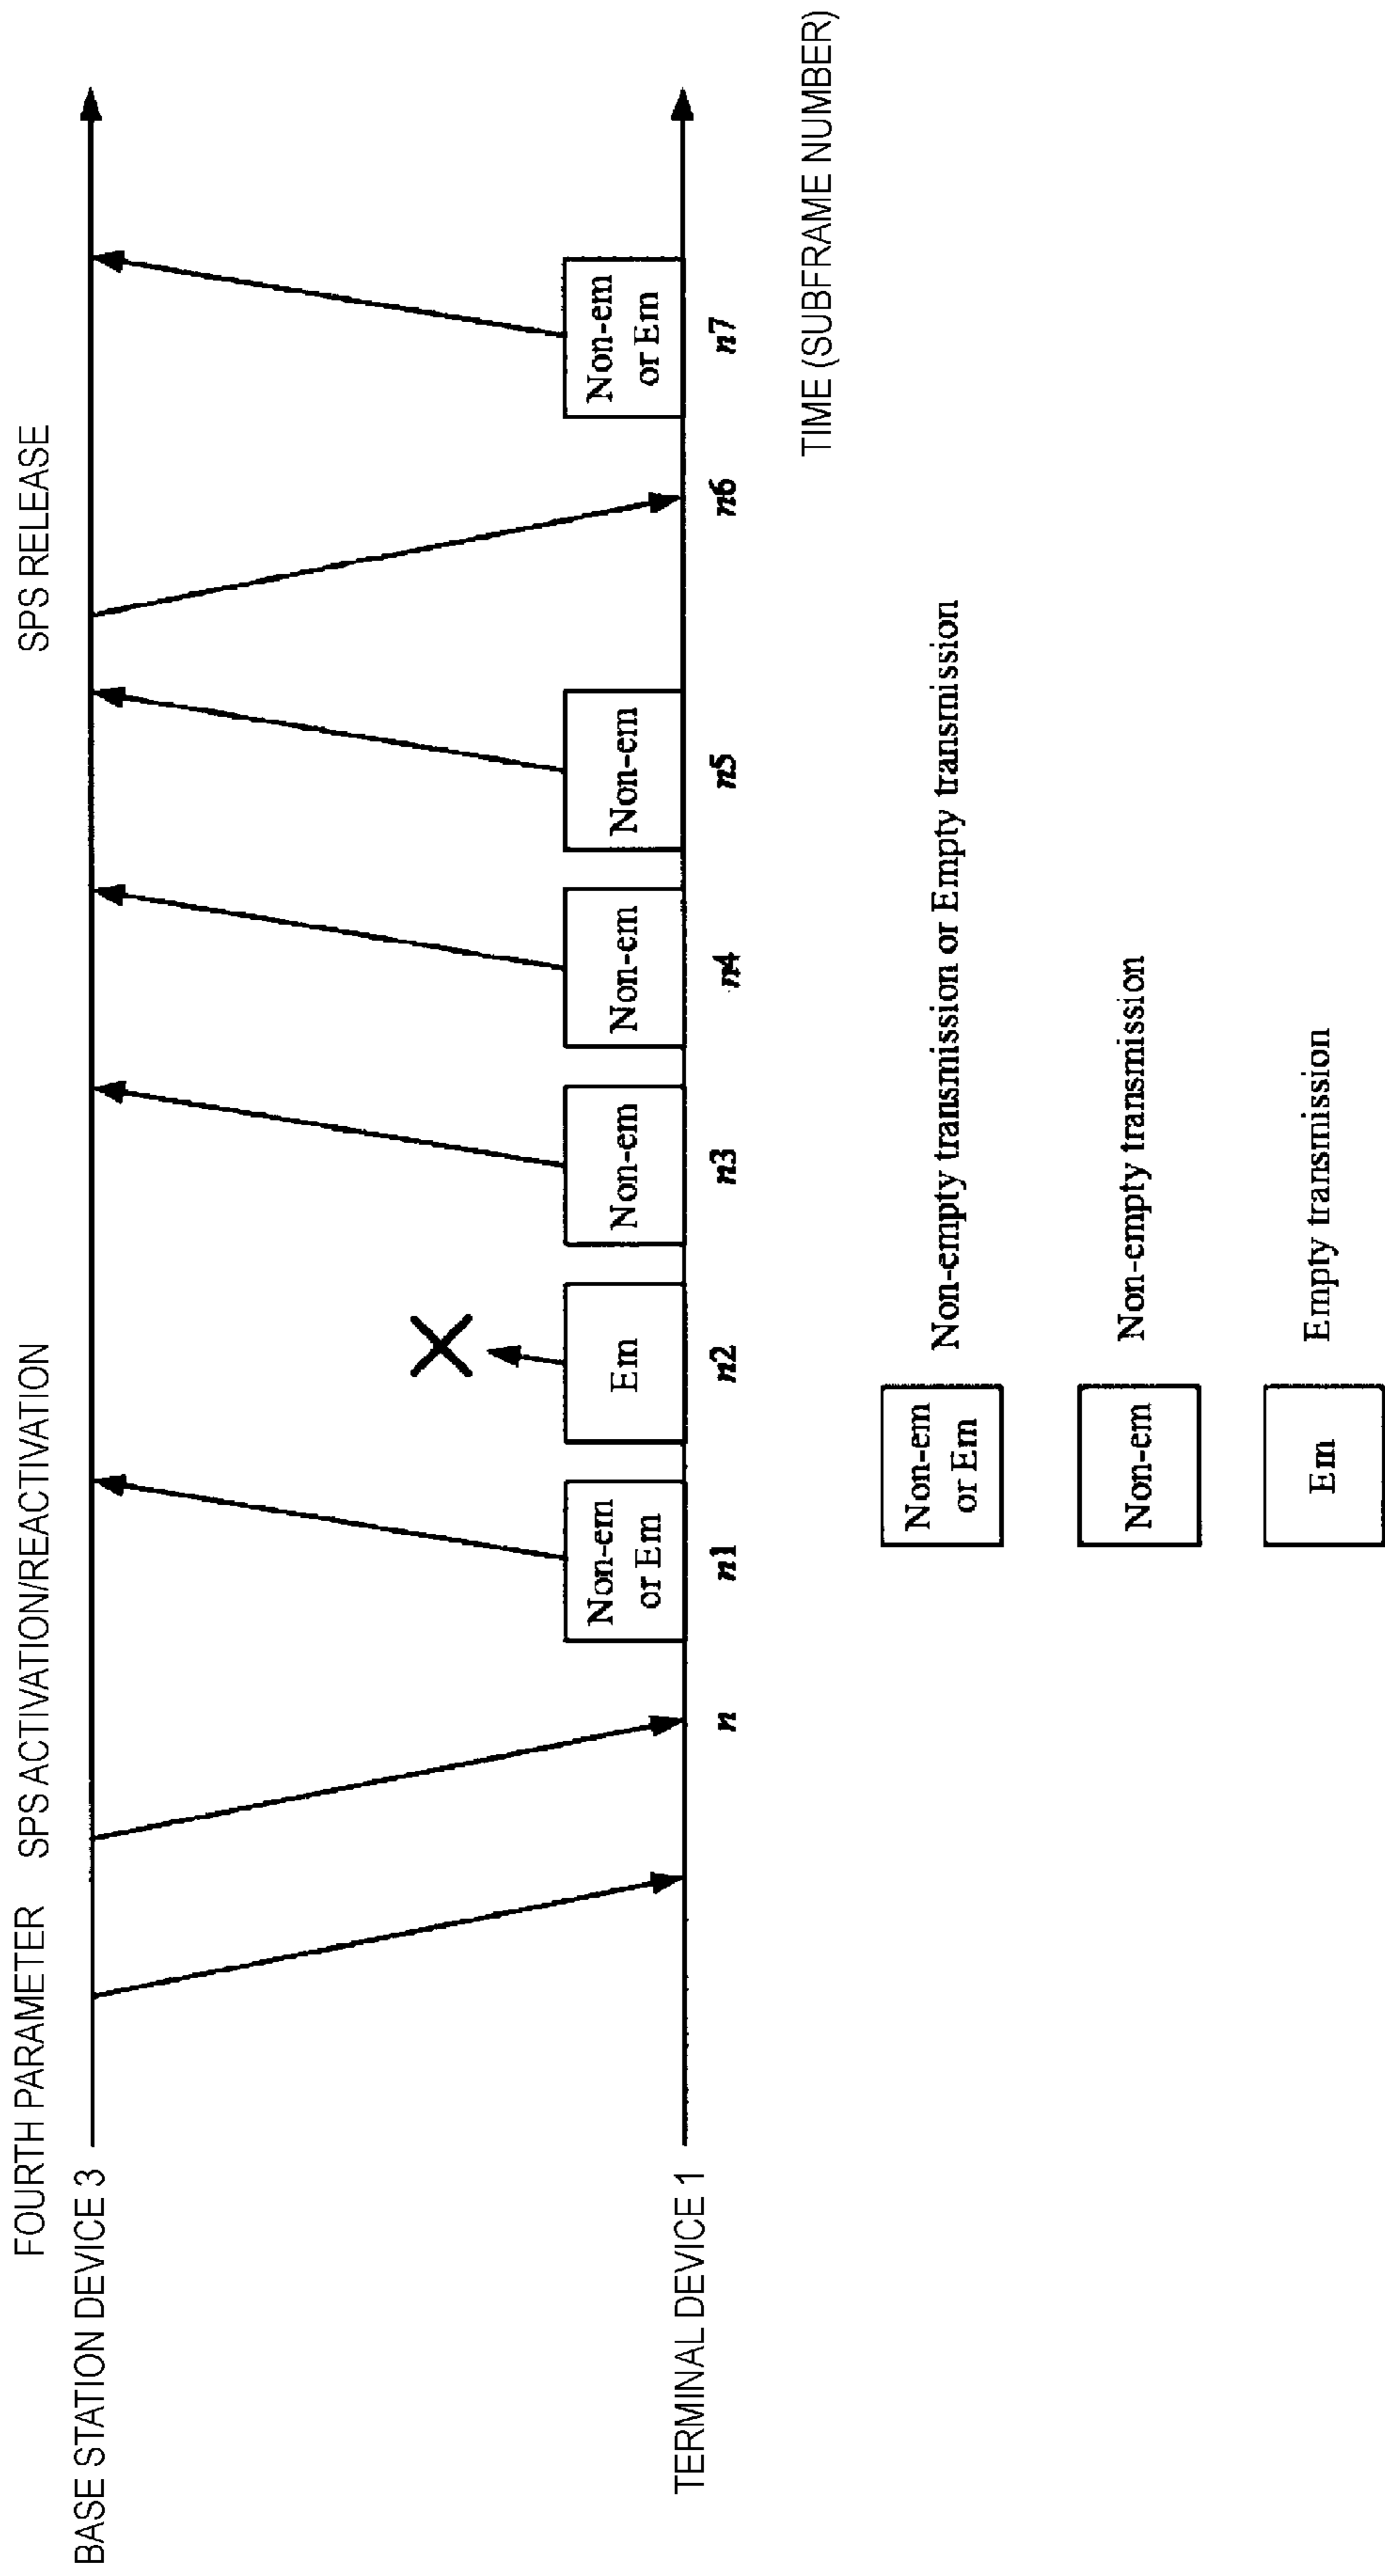 FOURTH PARAMETER
SPS ACTIVATION/REACTIVATION
SPS RELEASE
BASE STATION DEVICE 3
TERMINAL DEVICE 1
Non-em
or Em
Em
Non-em
Non-em
Non-em
Non-em
or Em
n
n1
n2
n3
n4
n5
n6
n7
TIME (SUBFRAME NUMBER)
Non-em
or Em
Non-empty transmission or Empty transmission
Non-em
Non-empty transmission
Em
Empty transmission